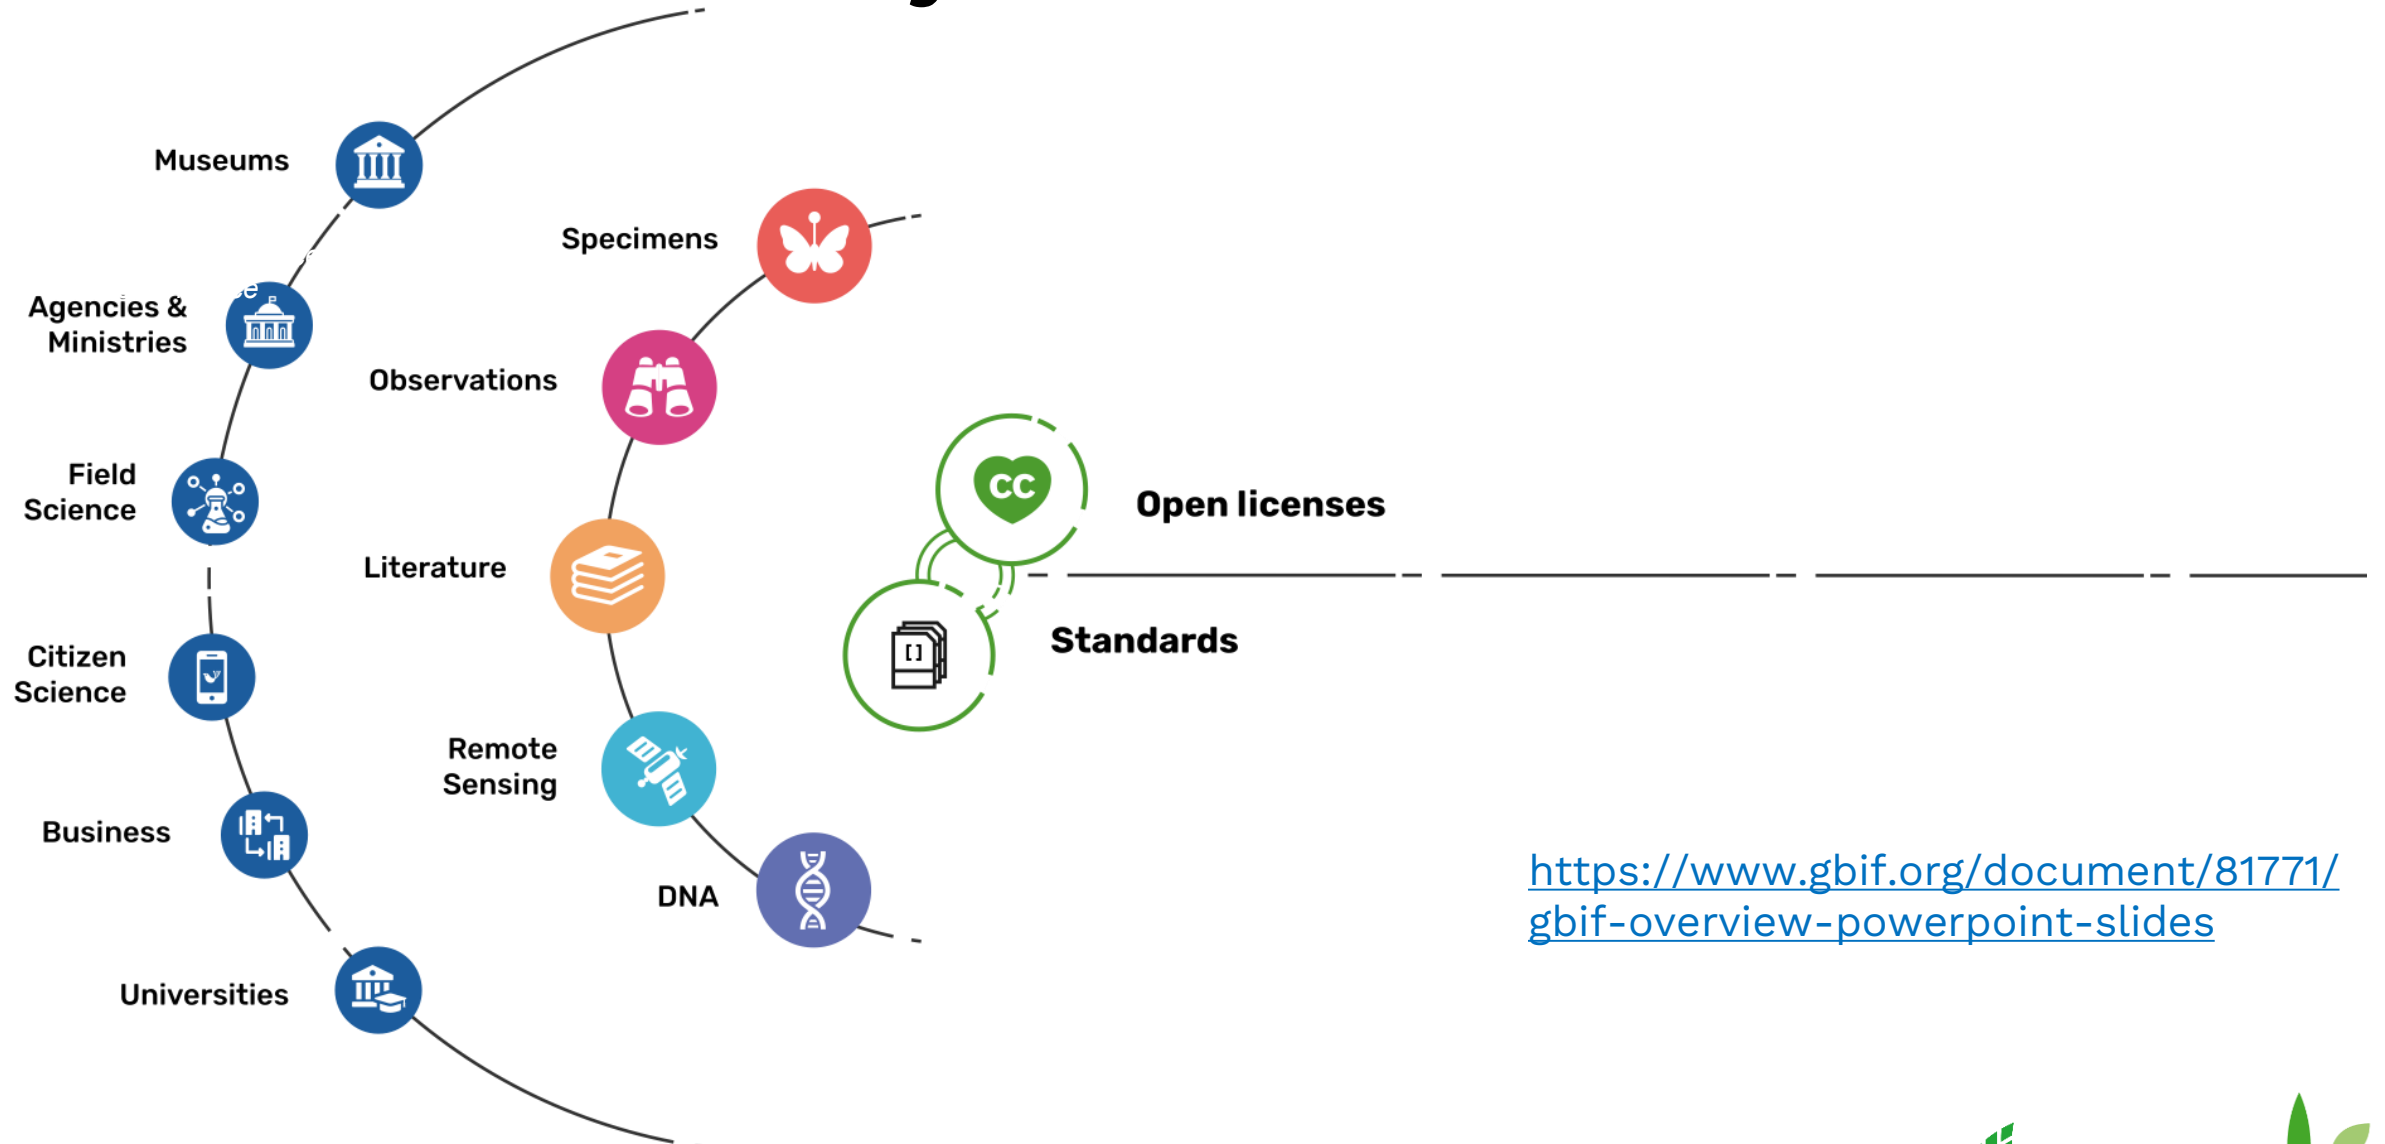 Museums
Specimens
Agencies &
Ministries
Observations
Field
Science
CC
Open licenses
Literature
[ ]
Standards
Citizen
Science
Remote
Sensing
Business
https://www.gbif.org/document/81771/
gbif-overview-powerpoint-slides
DNA
Universities